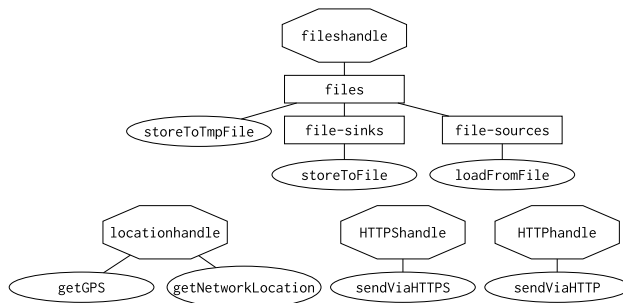 fileshandle
files
storeToTmpFile
file-sinks
file-sources
storeToFile
loadFromFile
locationhandle
HTTPShandle
HTTPhandle
getGPS
getNetworkLocation
sendViaHTTPS
sendViaHTTP